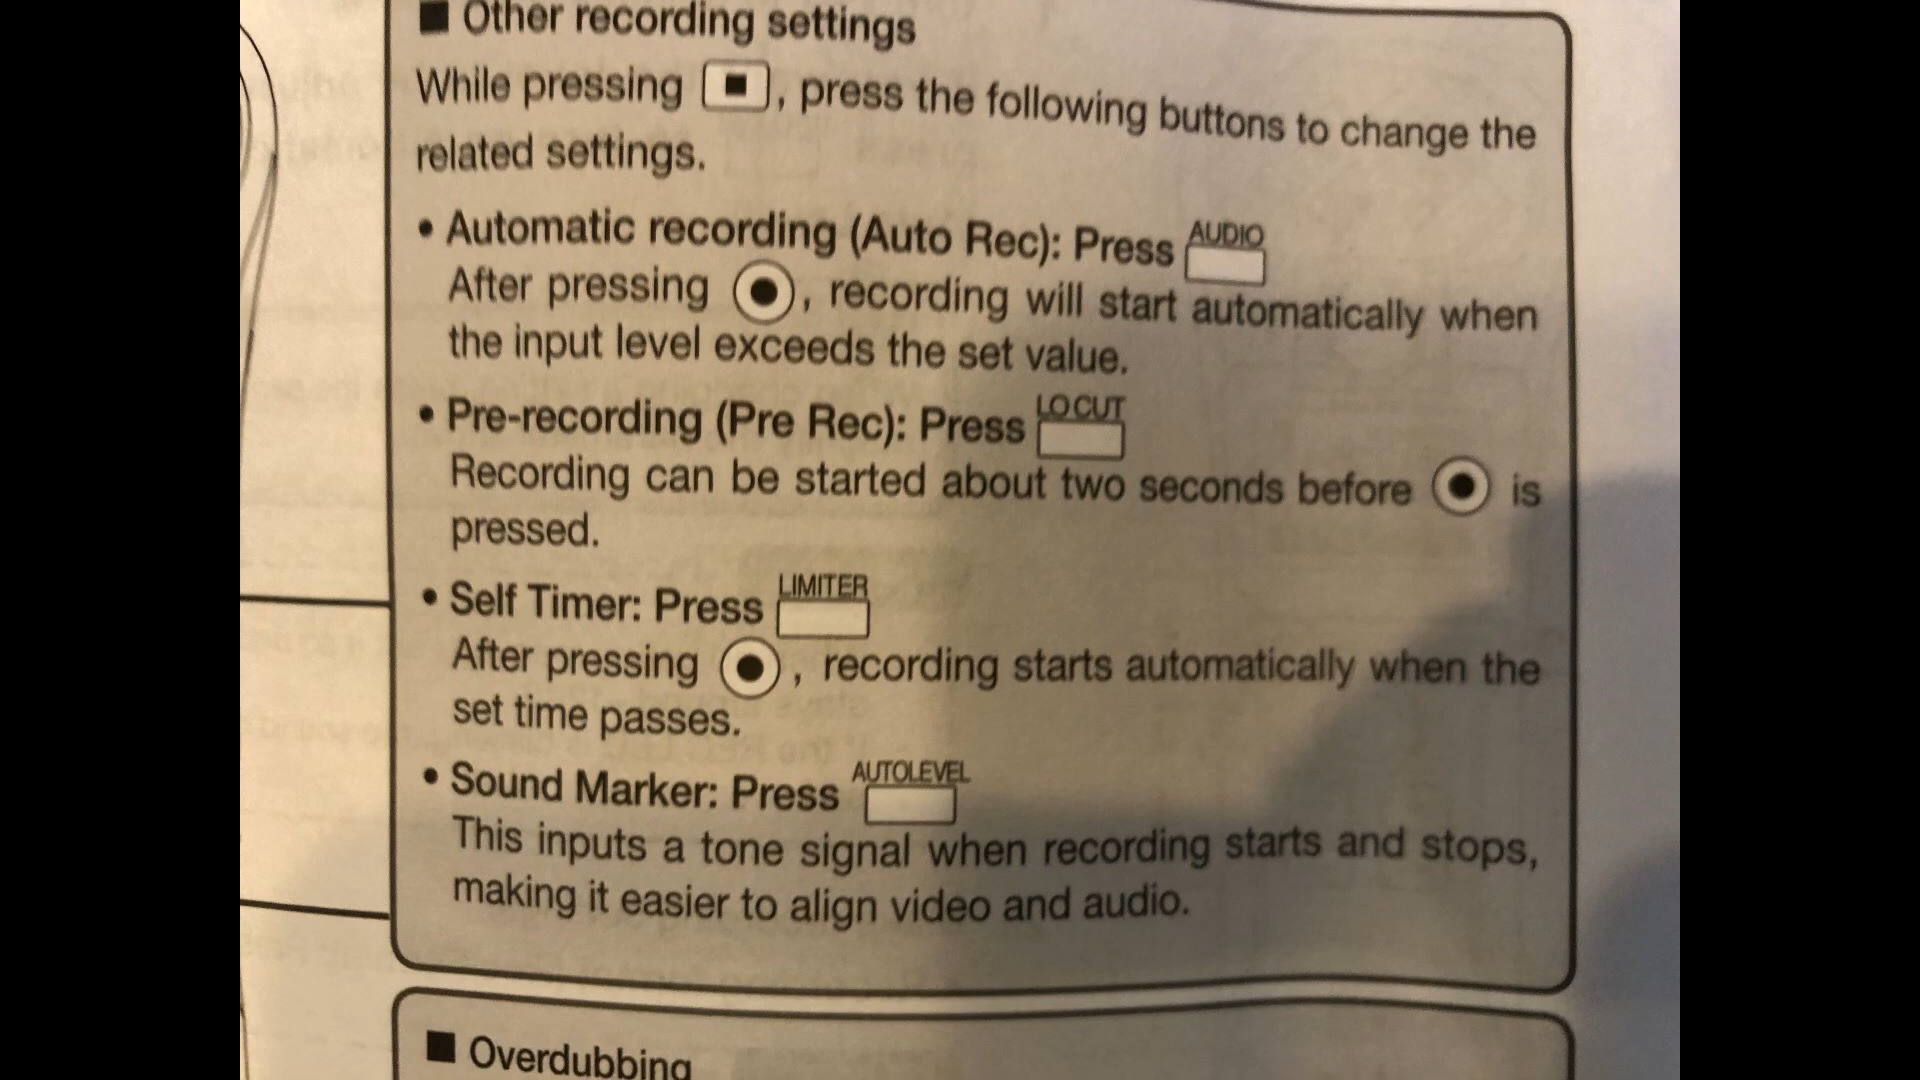 ■ Other recording settings
While pressing ■, press the following buttons to change the
related settings.
• Automatic recording (Auto Rec): Press AUDIO
After pressing ●, recording will start automatically when
the input level exceeds the set value.
• Pre-recording (Pre Rec): Press LO CUT
Recording can be started about two seconds before ● is
pressed.
• Self Timer: Press LIMITER
After pressing ●, recording starts automatically when the
set time passes.
• Sound Marker: Press AUTOLEVEL
This inputs a tone signal when recording starts and stops,
making it easier to align video and audio.
■ Overdubbing